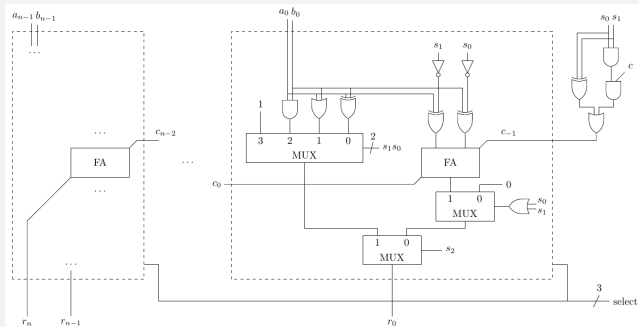 a_{n−1} b_{n−1}
a_0 b_0
s_0 s_1
s_1
s_0
...
c
1
...
c_{n−2}
3 2 1 0
MUX
2
s_1s_0
c_{−1}
FA
...
FA
...
c_0
0
1 0
MUX
s_0
s_1
1 0
MUX
s_2
...
3
select
r_n
r_{n−1}
r_0